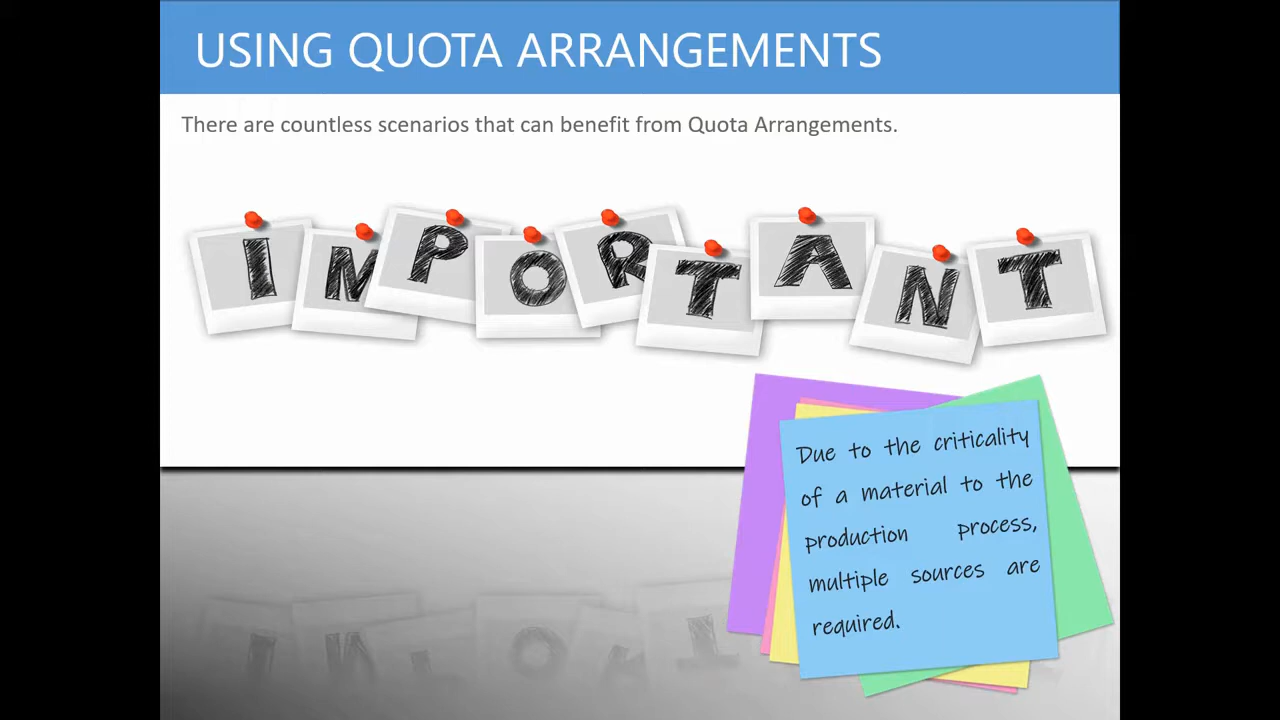 USING QUOTA ARRANGEMENTS
There are countless scenarios that can benefit from Quota Arrangements.
IMPORTANT
Due to the criticality
of a material to the
production process,
multiple sources are
required.